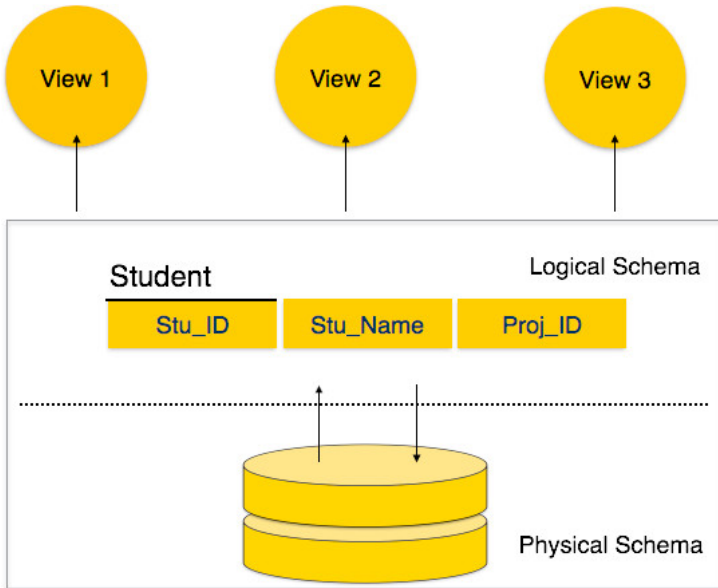 View 1
View 2
View 3
Logical Schema
Student
Stu_ID
Stu_Name
Proj_ID
Physical Schema